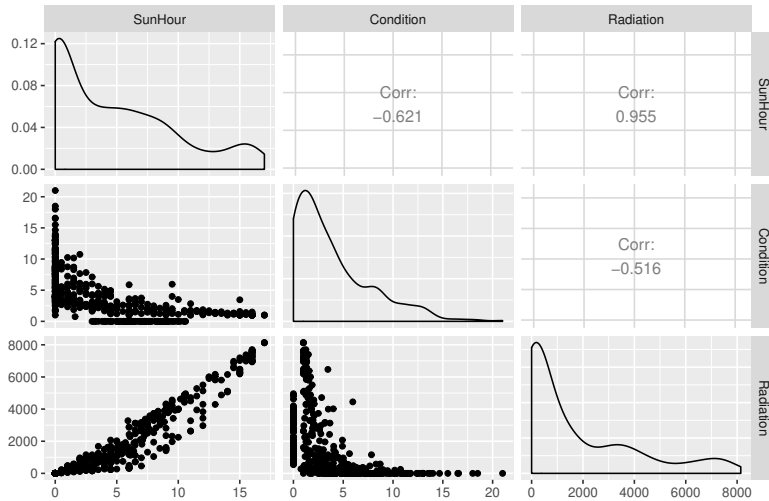 SunHour Condition Radiation
0.12
0.08
0.04
0.00
Corr:
−0.621
Corr:
0.955
SunHour
20
15
10
5
0
Corr:
−0.516
Condition
8000
6000
4000
2000
0
Radiation
0 5 10 15 0 5 10 15 20 0 2000 4000 6000 8000